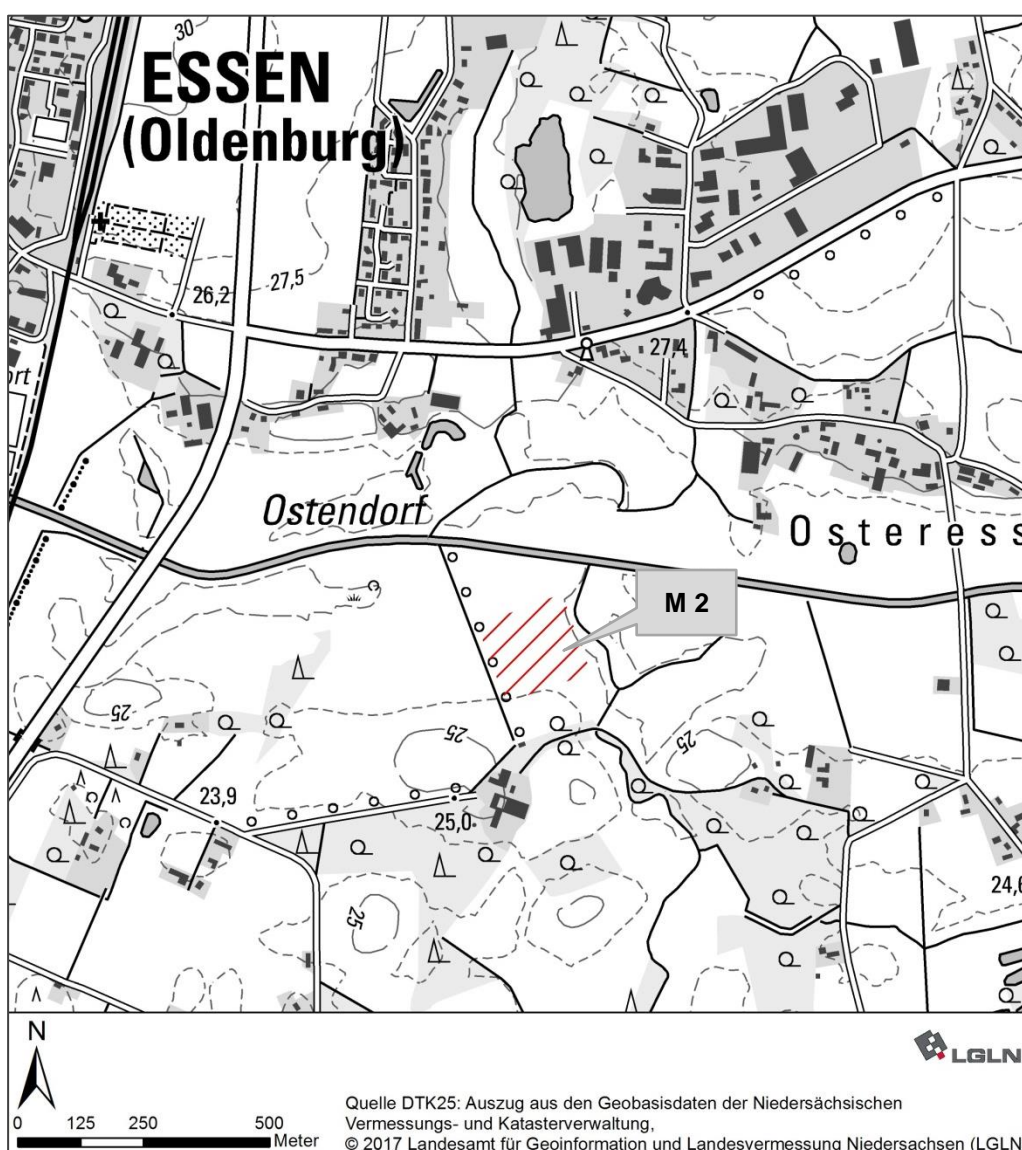 30
ESSEN
(Oldenburg)
26,2
27,5
27,4
ort
Ostendorf
Osteress
M 2
25
25
25
23,9
25,0
25
24,6
N
LGLN
0 125 250 500
Meter
Quelle DTK25: Auszug aus den Geobasisdaten der Niedersächsischen
Vermessungs- und Katasterverwaltung,
© 2017 Landesamt für Geoinformation und Landesvermessung Niedersachsen (LGLN